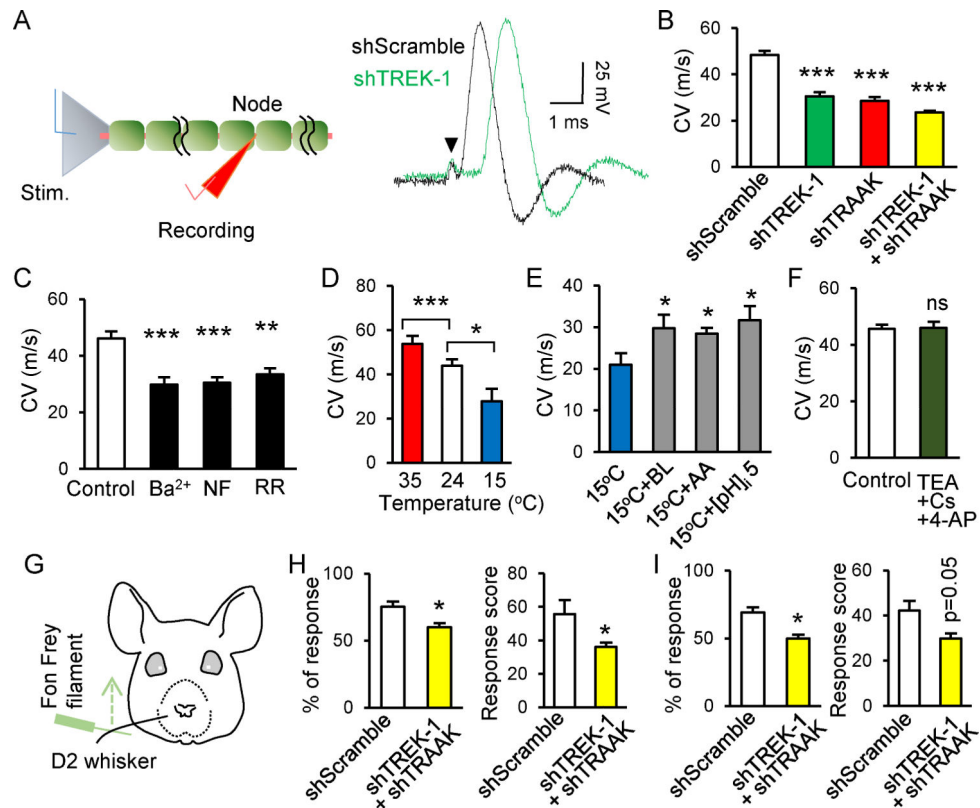 A
Stim.
Node
Recording
shScramble
shTREK-1
25 mV
1 ms
B
CV (m/s)
60
40
20
0
***
***
***
shScramble
shTREK-1
shTRAAK
shTREK-1
+ shTRAAK
C
CV (m/s)
60
40
20
0
***
***
**
Control
Ba²⁺
NF
RR
D
CV (m/s)
80
60
40
20
0
***
*
35
24
15
Temperature (°C)
E
CV (m/s)
40
30
20
10
0
*
*
*
15°C
15°C+BL
15°C+AA
15°C+[pH]ᵢ 5
F
CV (m/s)
60
40
20
0
ns
Control
TEA
+Cs
+4-AP
G
Fon Frey
filament
D2 whisker
H
% of response
100
50
0
*
shScramble
shTREK-1
+ shTRAAK
Response score
80
60
40
20
0
*
shScramble
shTREK-1
+ shTRAAK
I
% of response
100
50
0
*
shScramble
shTREK-1
+ shTRAAK
Response score
60
40
20
0
p=0.05
shScramble
shTREK-1
+ shTRAAK